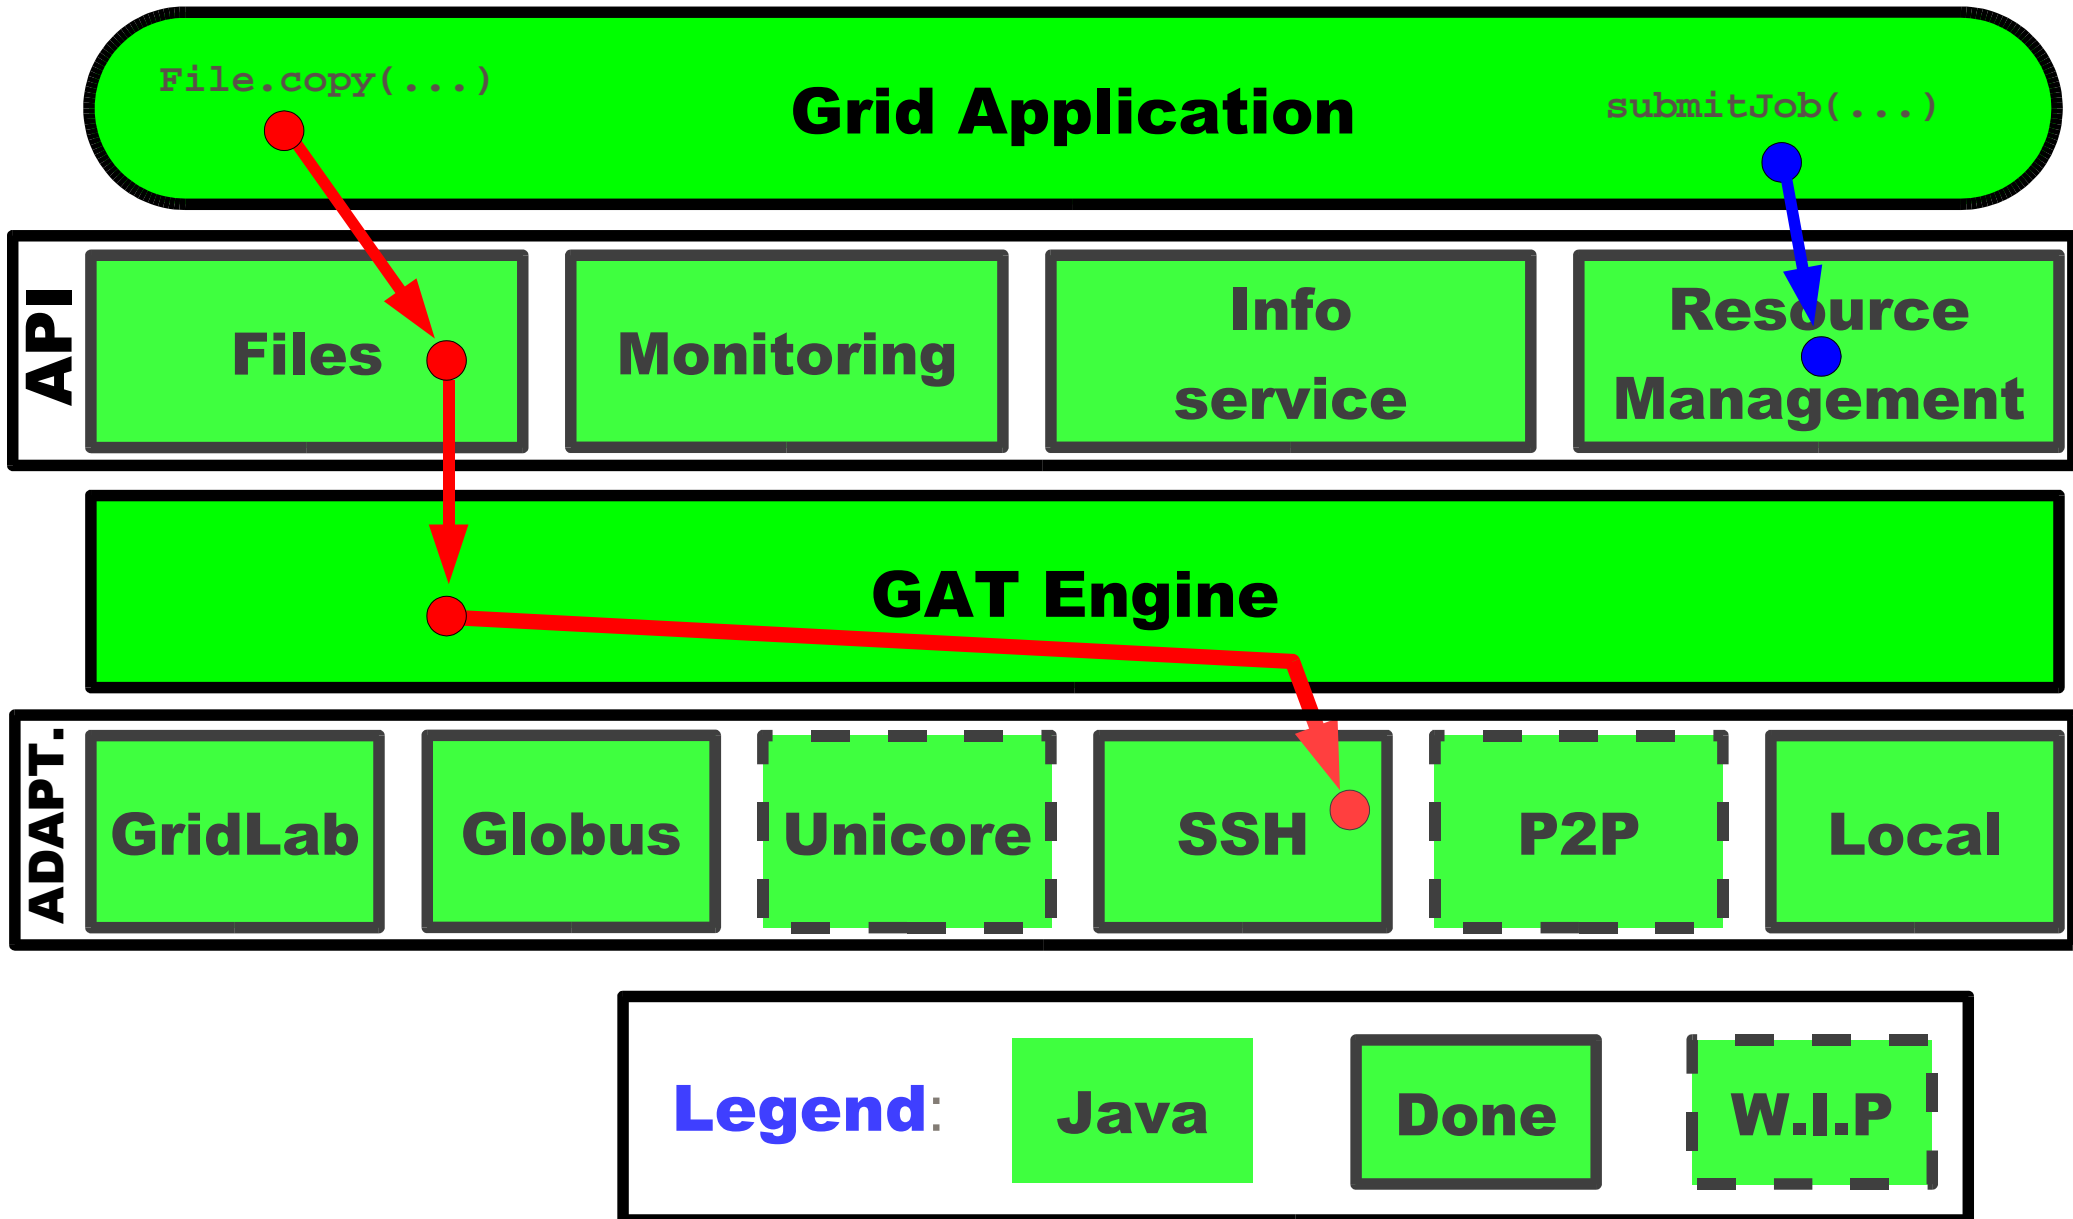 File.copy(...)
Grid Application
submitJob(...)
API
Files
Monitoring
Info
service
Resource
Management
GAT Engine
ADAPT.
GridLab
Globus
Unicore
SSH
P2P
Local
Legend:
Java
Done
W.I.P